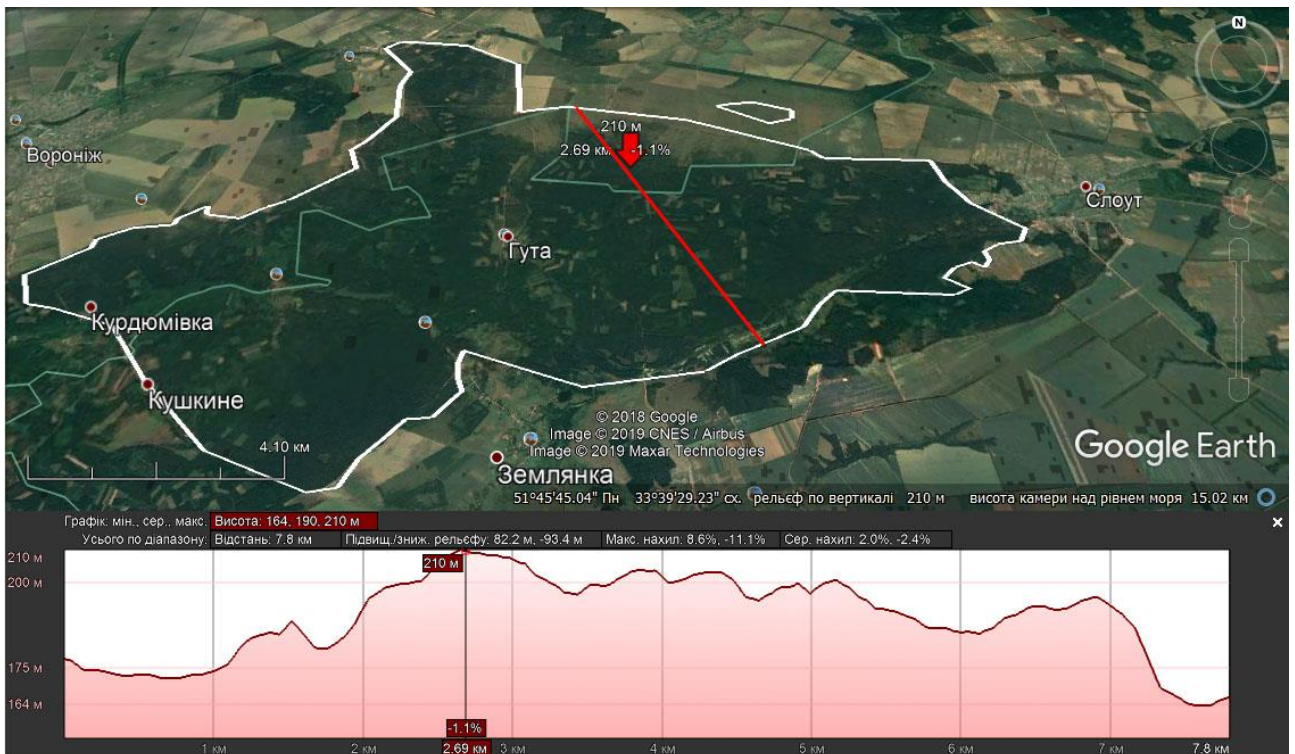 N
210 м
2.69 км -1.1%
Вороніж
Слоут
Гута
Курдюмівка
Кушкине
4.10 км
Землянка
© 2018 Google
Image © 2019 CNES / Airbus
Image © 2019 Maxar Technologies
Google Earth
51°45'45.04" Пн 33°39'29.23" сх. рельєф по вертикалі 210 м висота камери над рівнем моря 15.02 км
Графік: мін., сер., макс. Висота: 164, 190, 210 м
Усього по діапазону: Відстань: 7.8 км Підвищ./зниж. рельєфу: 82.2 м, -93.4 м Макс. нахил: 8.6%, -11.1% Сер. нахил: 2.0%, -2.4%
210 м
210 м
200 м
175 м
164 м
-1.1%
1 км 2 км 2.69 км 3 км 4 км 5 км 6 км 7 км 7.8 км